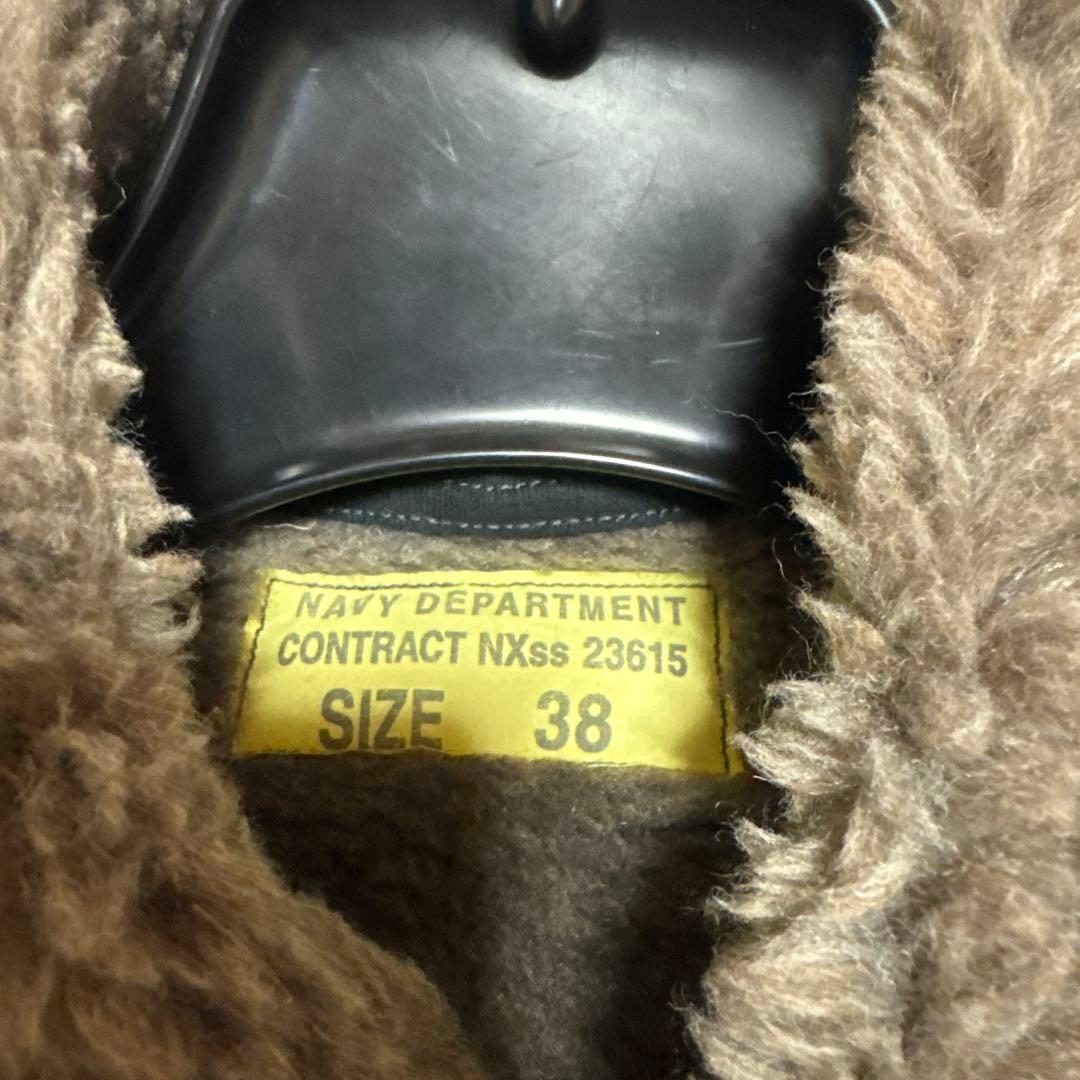 NAVY DEPARTMENT
CONTRACT NXss 23615
SIZE 38